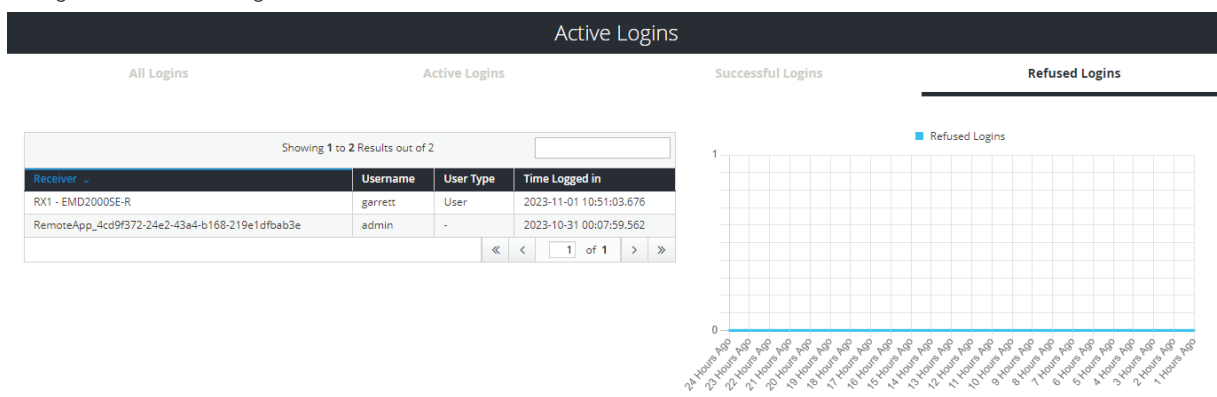 Active Logins
All Logins
Active Logins
Successful Logins
Refused Logins
Showing 1 to 2 Results out of 2
Receiver
Username
User Type
Time Logged in
RX1 - EMD2000SE-R
garrett
User
2023-11-01 10:51:03.676
RemoteApp_4cd9f372-24e2-43a4-b168-219e1dfbab3e
admin
-
2023-10-31 00:07:59.562
« < 1 of 1 > »
Refused Logins
1
0
24 Hours Ago
23 Hours Ago
22 Hours Ago
21 Hours Ago
20 Hours Ago
19 Hours Ago
18 Hours Ago
17 Hours Ago
16 Hours Ago
15 Hours Ago
14 Hours Ago
13 Hours Ago
12 Hours Ago
11 Hours Ago
10 Hours Ago
9 Hours Ago
8 Hours Ago
7 Hours Ago
6 Hours Ago
5 Hours Ago
4 Hours Ago
3 Hours Ago
2 Hours Ago
1 Hours Ago